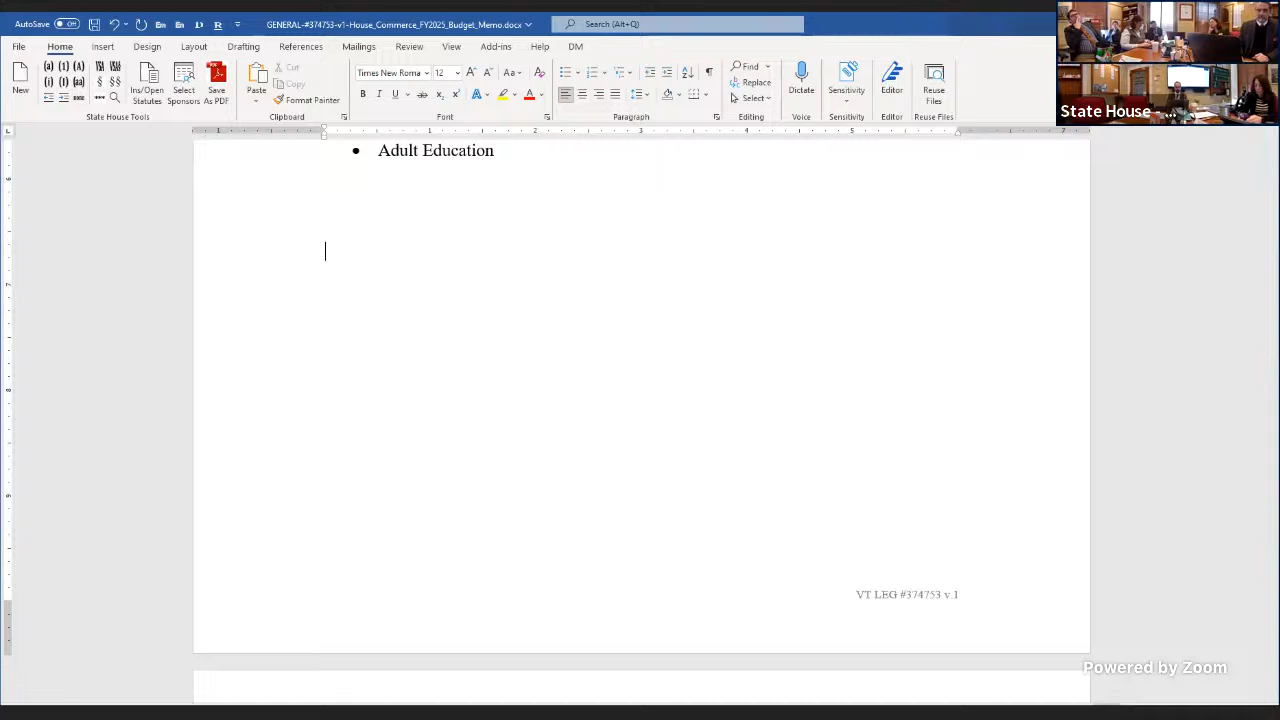 AutoSave Off GENERAL-#374753-v1-House_Commerce_FY2025_Budget_Memo.docx Search (Alt+Q)
File Home Insert Design Layout References Mailings Review View Add-ins Help DM
Drafting
New
Ins/Open Statutes
Select Sponsors
Save As PDF
State House Tools
Paste
Cut
Copy
Format Painter
Clipboard
Times New Roma 12
Font
Paragraph
Find
Replace
Select
Editing
Dictate
Voice
Sensitivity
Sensitivity
Editor
Editor
Reuse Files
Reuse Files
State House - ...
• Adult Education
VT LEG #374753 v.1
Powered by Zoom